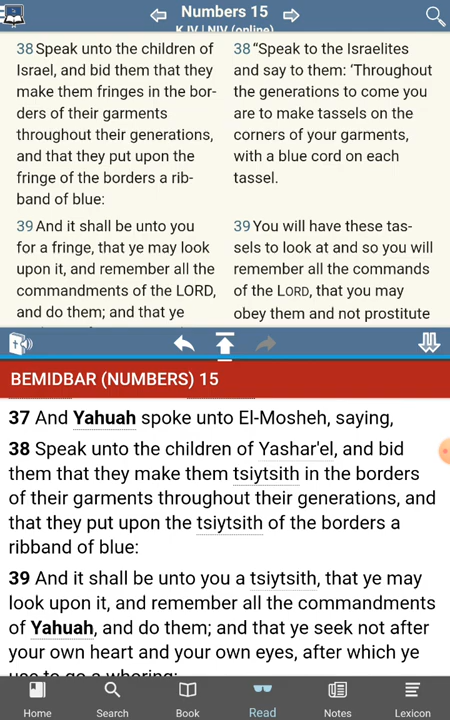 Numbers 15
KJV | NIV (online)
38 Speak unto the children of
Israel, and bid them that they
make them fringes in the bor-
ders of their garments
throughout their generations,
and that they put upon the
fringe of the borders a rib-
band of blue:
39 And it shall be unto you
for a fringe, that ye may look
upon it, and remember all the
commandments of the LORD,
and do them; and that ye
38 “Speak to the Israelites
and say to them: ‘Throughout
the generations to come you
are to make tassels on the
corners of your garments,
with a blue cord on each
tassel.
39 You will have these tas-
sels to look at and so you will
remember all the commands
of the LORD, that you may
obey them and not prostitute
BEMIDBAR (NUMBERS) 15
37 And Yahuah spoke unto El-Mosheh, saying,
38 Speak unto the children of Yashar'el, and bid
them that they make them tsiytsith in the borders
of their garments throughout their generations, and
that they put upon the tsiytsith of the borders a
ribband of blue:
39 And it shall be unto you a tsiytsith, that ye may
look upon it, and remember all the commandments
of Yahuah, and do them; and that ye seek not after
your own heart and your own eyes, after which ye
use to go a whoring:
Home
Search
Book
Read
Notes
Lexicon